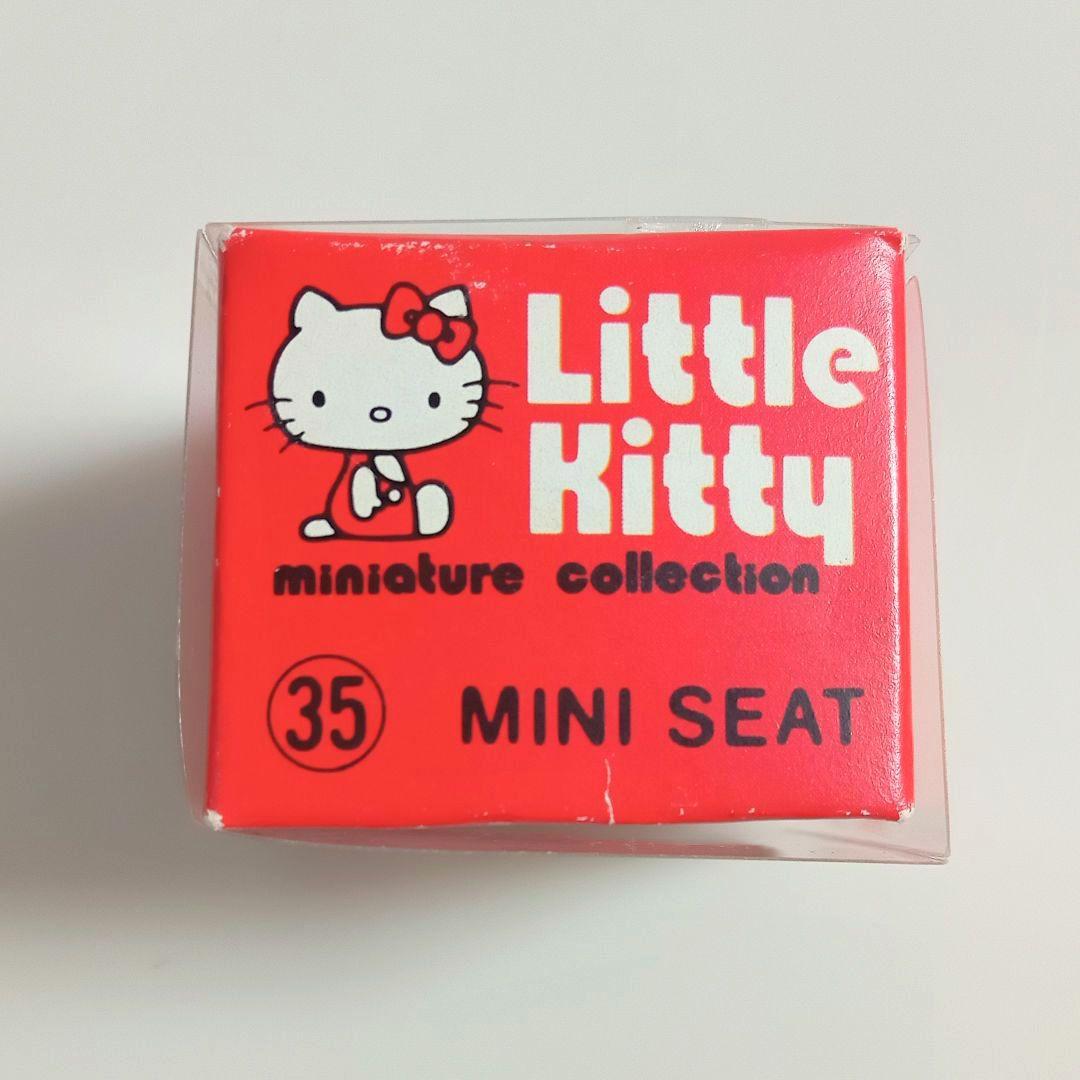 Little
Kitty
miniature collection
35 MINI SEAT